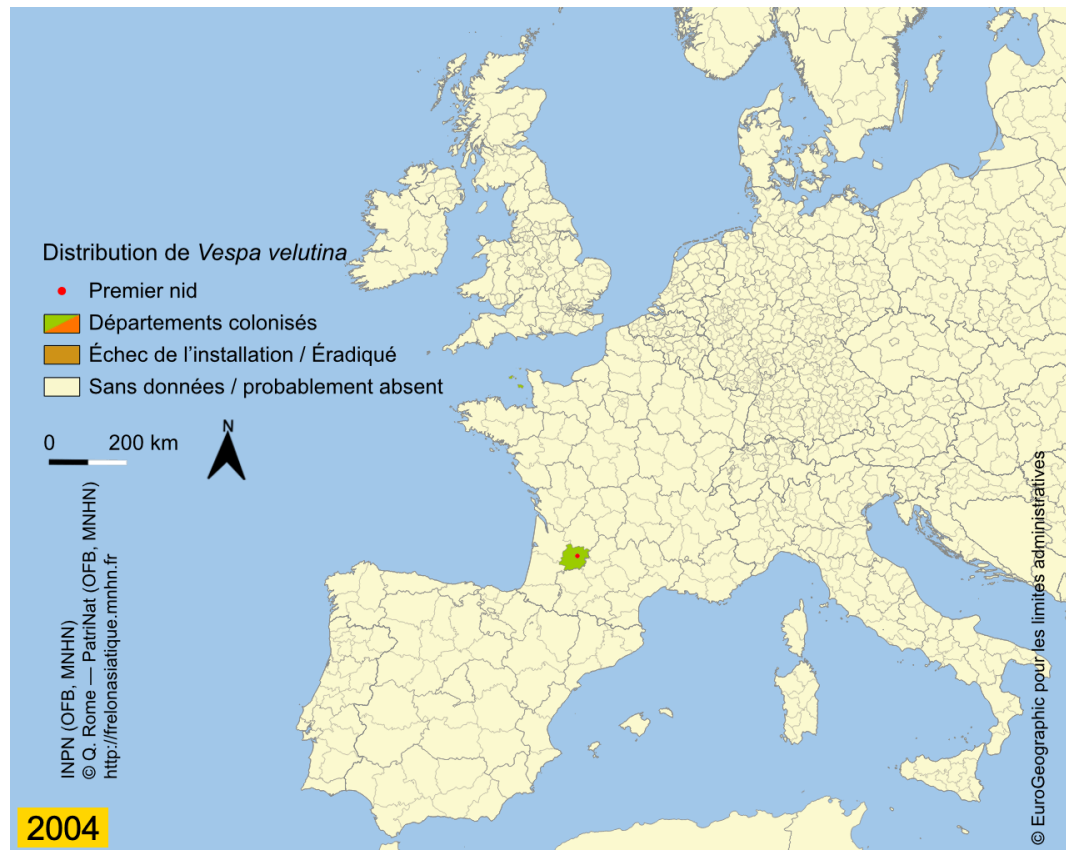 Distribution de Vespa velutina
Premier nid
Départements colonisés
Échec de l’installation / Éradiqué
Sans données / probablement absent
0 200 km
N
INPN (OFB, MNHN)
© Q. Rome — PatriNat (OFB, MNHN)
http://frelonasiatique.mnhn.fr
© EuroGeographic pour les limites administratives
2004